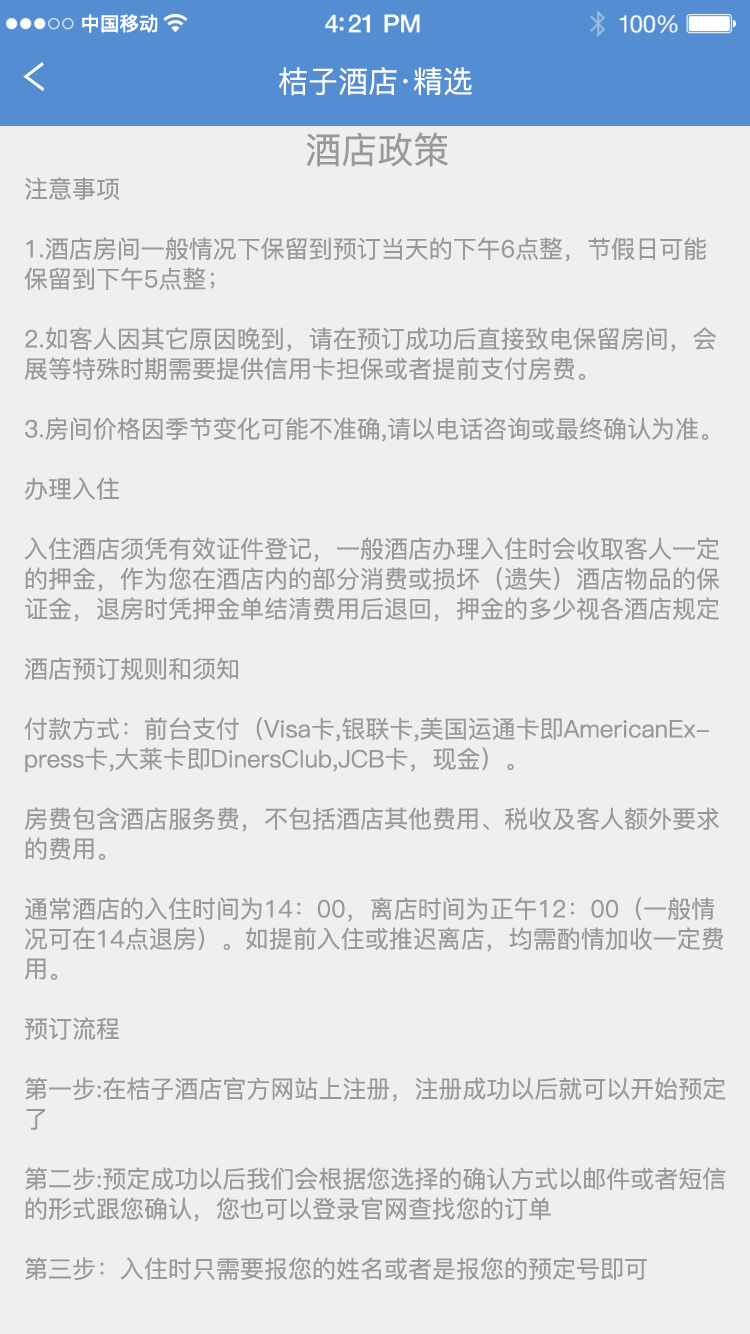 中国移动 4:21 PM 100%
桔子酒店·精选
酒店政策
注意事项
1.酒店房间一般情况下保留到预订当天的下午6点整，节假日可能
保留到下午5点整；
2.如客人因其它原因晚到，请在预订成功后直接致电保留房间，会
展等特殊时期需要提供信用卡担保或者提前支付房费。
3.房间价格因季节变化可能不准确,请以电话咨询或最终确认为准。
办理入住
入住酒店须凭有效证件登记，一般酒店办理入住时会收取客人一定
的押金，作为您在酒店内的部分消费或损坏（遗失）酒店物品的保
证金，退房时凭押金单结清费用后退回，押金的多少视各酒店规定
酒店预订规则和须知
付款方式：前台支付（Visa卡,银联卡,美国运通卡即AmericanEx-
press卡,大莱卡即DinersClub,JCB卡，现金）。
房费包含酒店服务费，不包括酒店其他费用、税收及客人额外要求
的费用。
通常酒店的入住时间为14：00，离店时间为正午12：00（一般情
况可在14点退房）。如提前入住或推迟离店，均需酌情加收一定费
用。
预订流程
第一步:在桔子酒店官方网站上注册，注册成功以后就可以开始预定
了
第二步:预定成功以后我们会根据您选择的确认方式以邮件或者短信
的形式跟您确认，您也可以登录官网查找您的订单
第三步：入住时只需要报您的姓名或者是报您的预定号即可